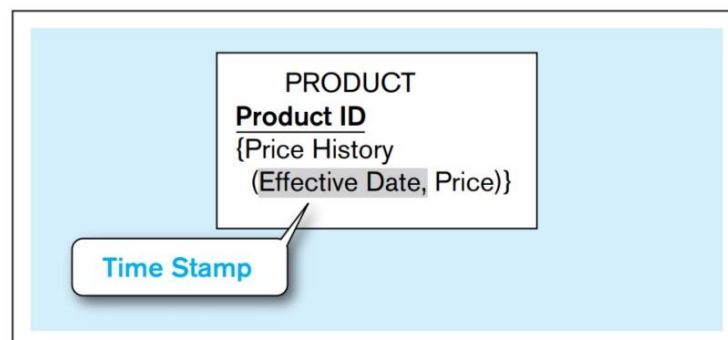 PRODUCT
Product ID
{Price History
(Effective Date, Price)}
Time Stamp